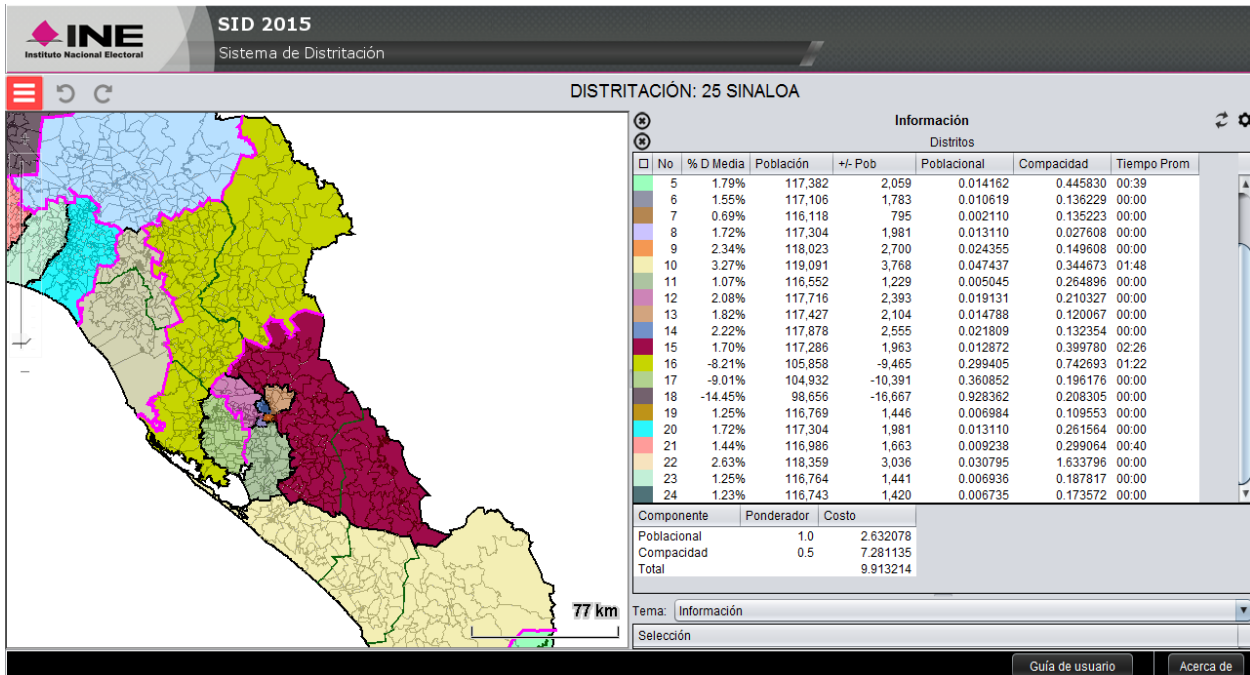 INE
Instituto Nacional Electoral
SID 2015
Sistema de Distritación
DISTRITACIÓN: 25 SINALOA
Información
Distritos
No % D Media Población +/- Pob Poblacional Compacidad Tiempo Prom
5 1.79% 117,382 2,059 0.014162 0.445830 00:39
6 1.55% 117,106 1,783 0.010619 0.136229 00:00
7 0.69% 116,118 795 0.002110 0.135223 00:00
8 1.72% 117,304 1,981 0.013110 0.027608 00:00
9 2.34% 118,023 2,700 0.024355 0.149608 00:00
10 3.27% 119,091 3,768 0.047437 0.344673 01:48
11 1.07% 116,552 1,229 0.005045 0.264896 00:00
12 2.08% 117,716 2,393 0.019131 0.210327 00:00
13 1.82% 117,427 2,104 0.014788 0.120067 00:00
14 2.22% 117,878 2,555 0.021809 0.132354 00:00
15 1.70% 117,286 1,963 0.012872 0.399780 02:26
16 -8.21% 105,858 -9,465 0.299405 0.742693 01:22
17 -9.01% 104,932 -10,391 0.360852 0.196176 00:00
18 -14.45% 98,656 -16,667 0.928362 0.208305 00:00
19 1.25% 116,769 1,446 0.006984 0.109553 00:00
20 1.72% 117,304 1,981 0.013110 0.261564 00:00
21 1.44% 116,986 1,663 0.009238 0.299064 00:40
22 2.63% 118,359 3,036 0.030795 1.633796 00:00
23 1.25% 116,764 1,441 0.006936 0.187817 00:00
24 1.23% 116,743 1,420 0.006735 0.173572 00:00
Componente Ponderador Costo
Poblacional 1.0 2.632078
Compacidad 0.5 7.281135
Total 9.913214
77 km
Tema: Información
Selección
Guía de usuario Acerca de